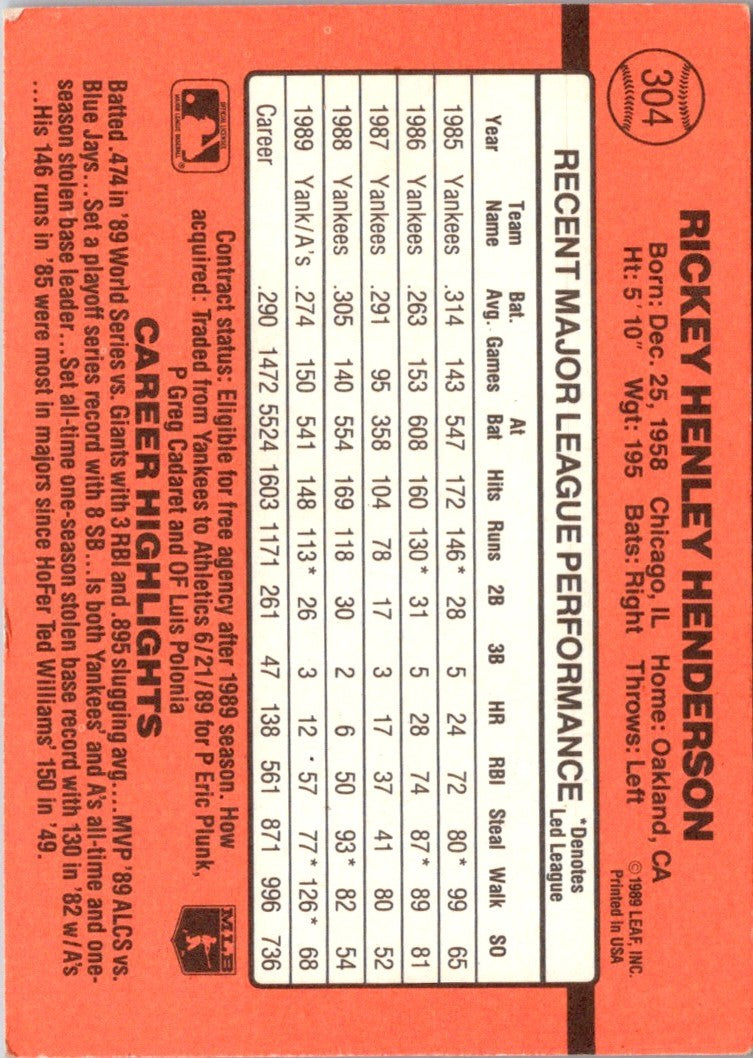 304
RICKEY HENLEY HENDERSON
Born: Dec. 25, 1958 Chicago, IL Home: Oakland, CA
Ht: 5' 10" Wgt: 195 Bats: Right Throws: Left
© 1989 LEAF, INC.
Printed in USA
RECENT MAJOR LEAGUE PERFORMANCE
*Denotes
Led League
Year Team Name Bat. Avg. Games At Bat Hits Runs 2B 3B HR RBI Steal Walk SO
1985 Yankees .314 143 547 172 146* 28 5 24 72 80* 99 65
1986 Yankees .263 153 608 160 130* 31 5 28 74 87* 89 81
1987 Yankees .291 95 358 104 78 17 3 17 37 41 80 52
1988 Yankees .305 140 554 169 118 30 2 6 50 93* 82 54
1989 Yank/A's .274 150 541 148 113* 26 3 12 57 77* 126* 68
Career .290 1472 5524 1603 1171 261 47 138 561 871 996 736
OFFICIAL LICENSEE
MAJOR LEAGUE BASEBALL ®
Contract status: Eligible for free agency after 1989 season. How
acquired: Traded from Yankees to Athletics 6/21/89 for P Eric Plunk,
P Greg Cadaret and OF Luis Polonia
MLB
CAREER HIGHLIGHTS
Batted .474 in '89 World Series vs. Giants with 3 RBI and .895 slugging avg....MVP '89 ALCS vs.
Blue Jays...Set a playoff series record with 8 SB...Is both Yankees' and A's all-time and one-
season stolen base leader...Set all-time one-season stolen base record with 130 in '82 w/A's
...His 146 runs in '85 were most in majors since HoFer Ted Williams' 150 in '49.